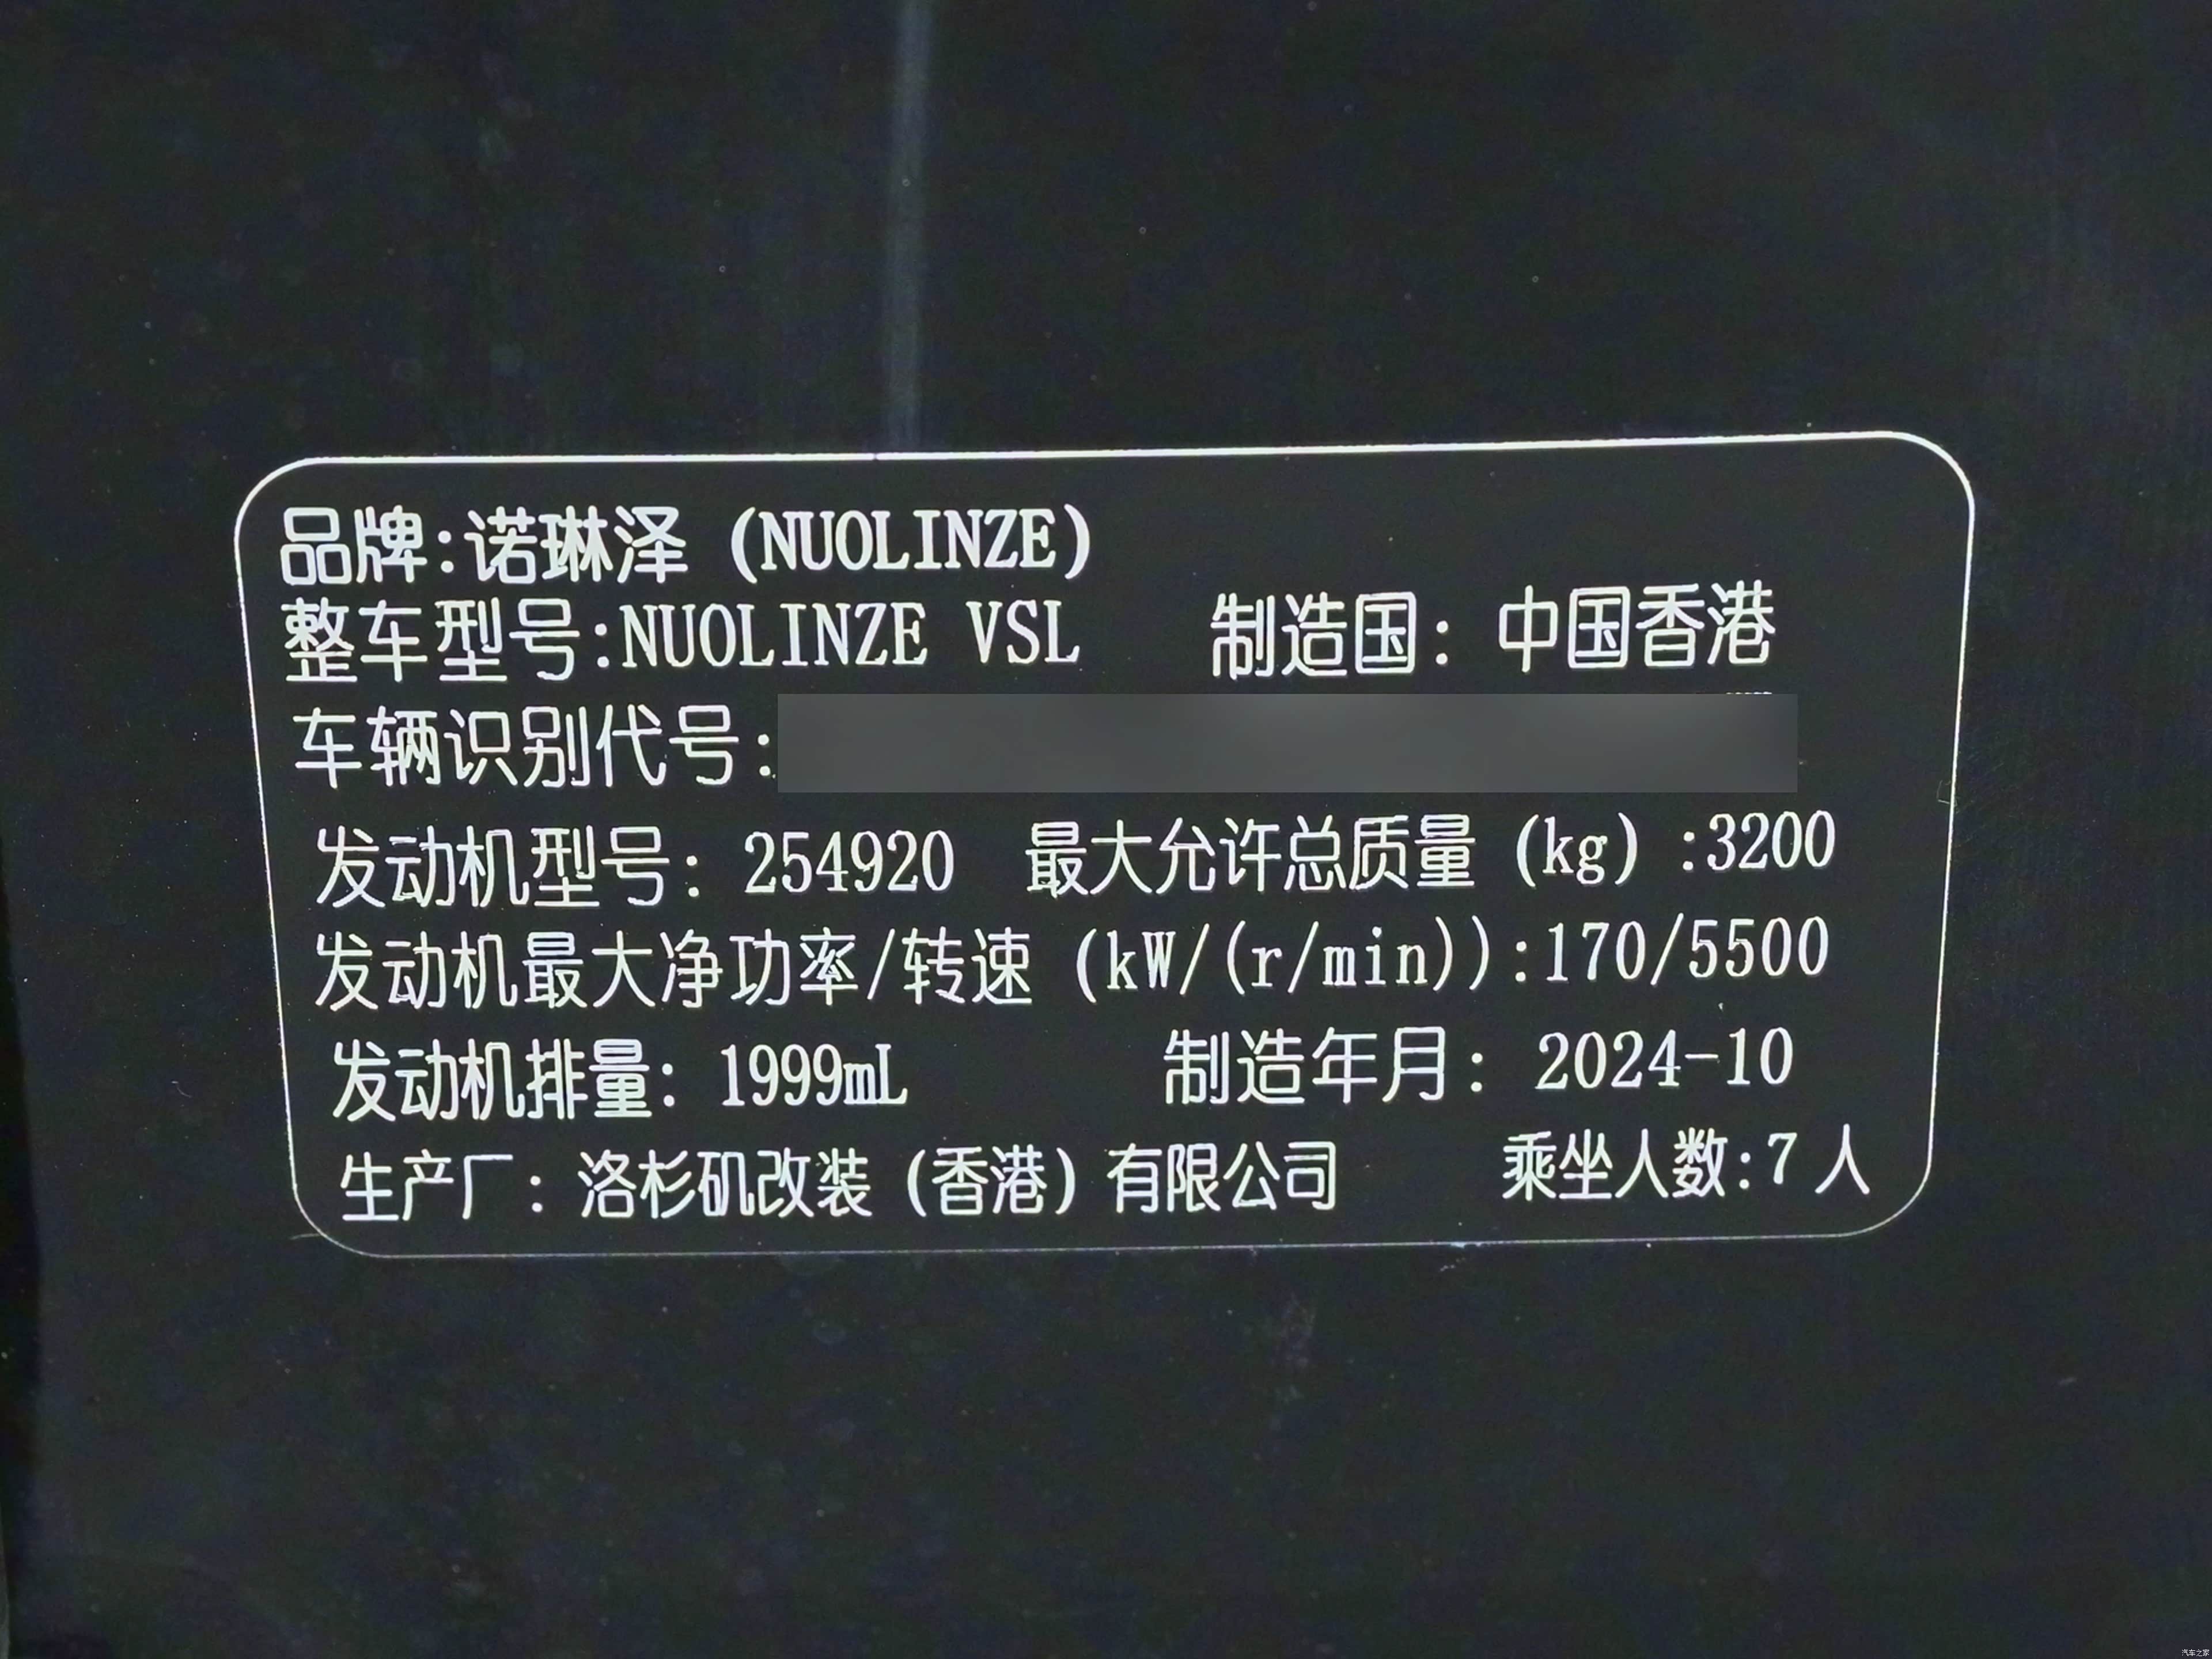 品牌:诺琳泽 (NUOLINZE)
整车型号:NUOLINZE VSL 制造国: 中国香港
车辆识别代号:
发动机型号: 254920 最大允许总质量 (kg) :3200
发动机最大净功率/转速 (kW/(r/min)):170/5500
发动机排量: 1999mL 制造年月: 2024-10
生产厂: 洛杉矶改装 (香港) 有限公司 乘坐人数:7 人
汽车之家